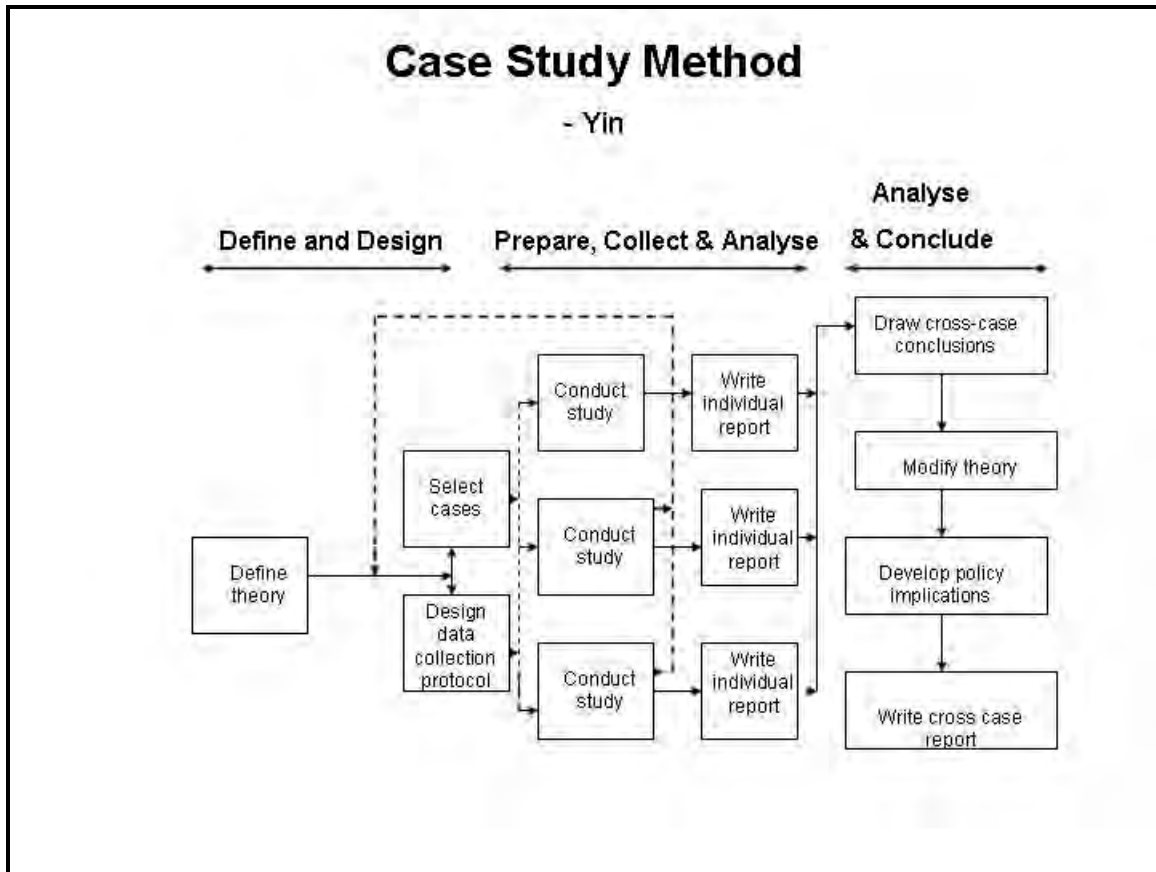 Case Study Method
- Yin
Define and Design
Prepare, Collect & Analyse
Analyse
& Conclude
Define
theory
Select
cases
Design
data
collection
protocol
Conduct
study
Conduct
study
Conduct
study
Write
individual
report
Write
individual
report
Write
individual
report
Draw cross-case
conclusions
Modify theory
Develop policy
implications
Write cross case
report